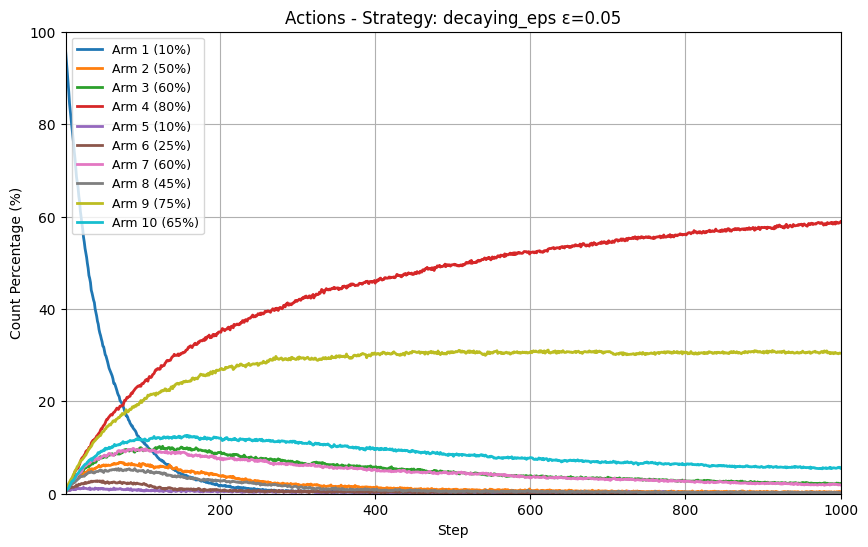 Actions - Strategy: decaying_eps ε=0.05
100
80
60
40
20
0
Count Percentage (%)
Arm 1 (10%)
Arm 2 (50%)
Arm 3 (60%)
Arm 4 (80%)
Arm 5 (10%)
Arm 6 (25%)
Arm 7 (60%)
Arm 8 (45%)
Arm 9 (75%)
Arm 10 (65%)
200
400
600
800
1000
Step